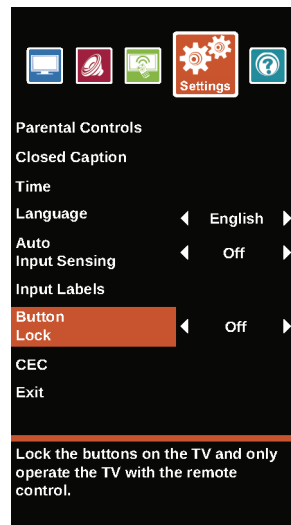 Settings
Parental Controls
Closed Caption
Time
Language English
Auto
Input Sensing Off
Input Labels
Button
Lock Off
CEC
Exit
Lock the buttons on the TV and only
operate the TV with the remote
control.